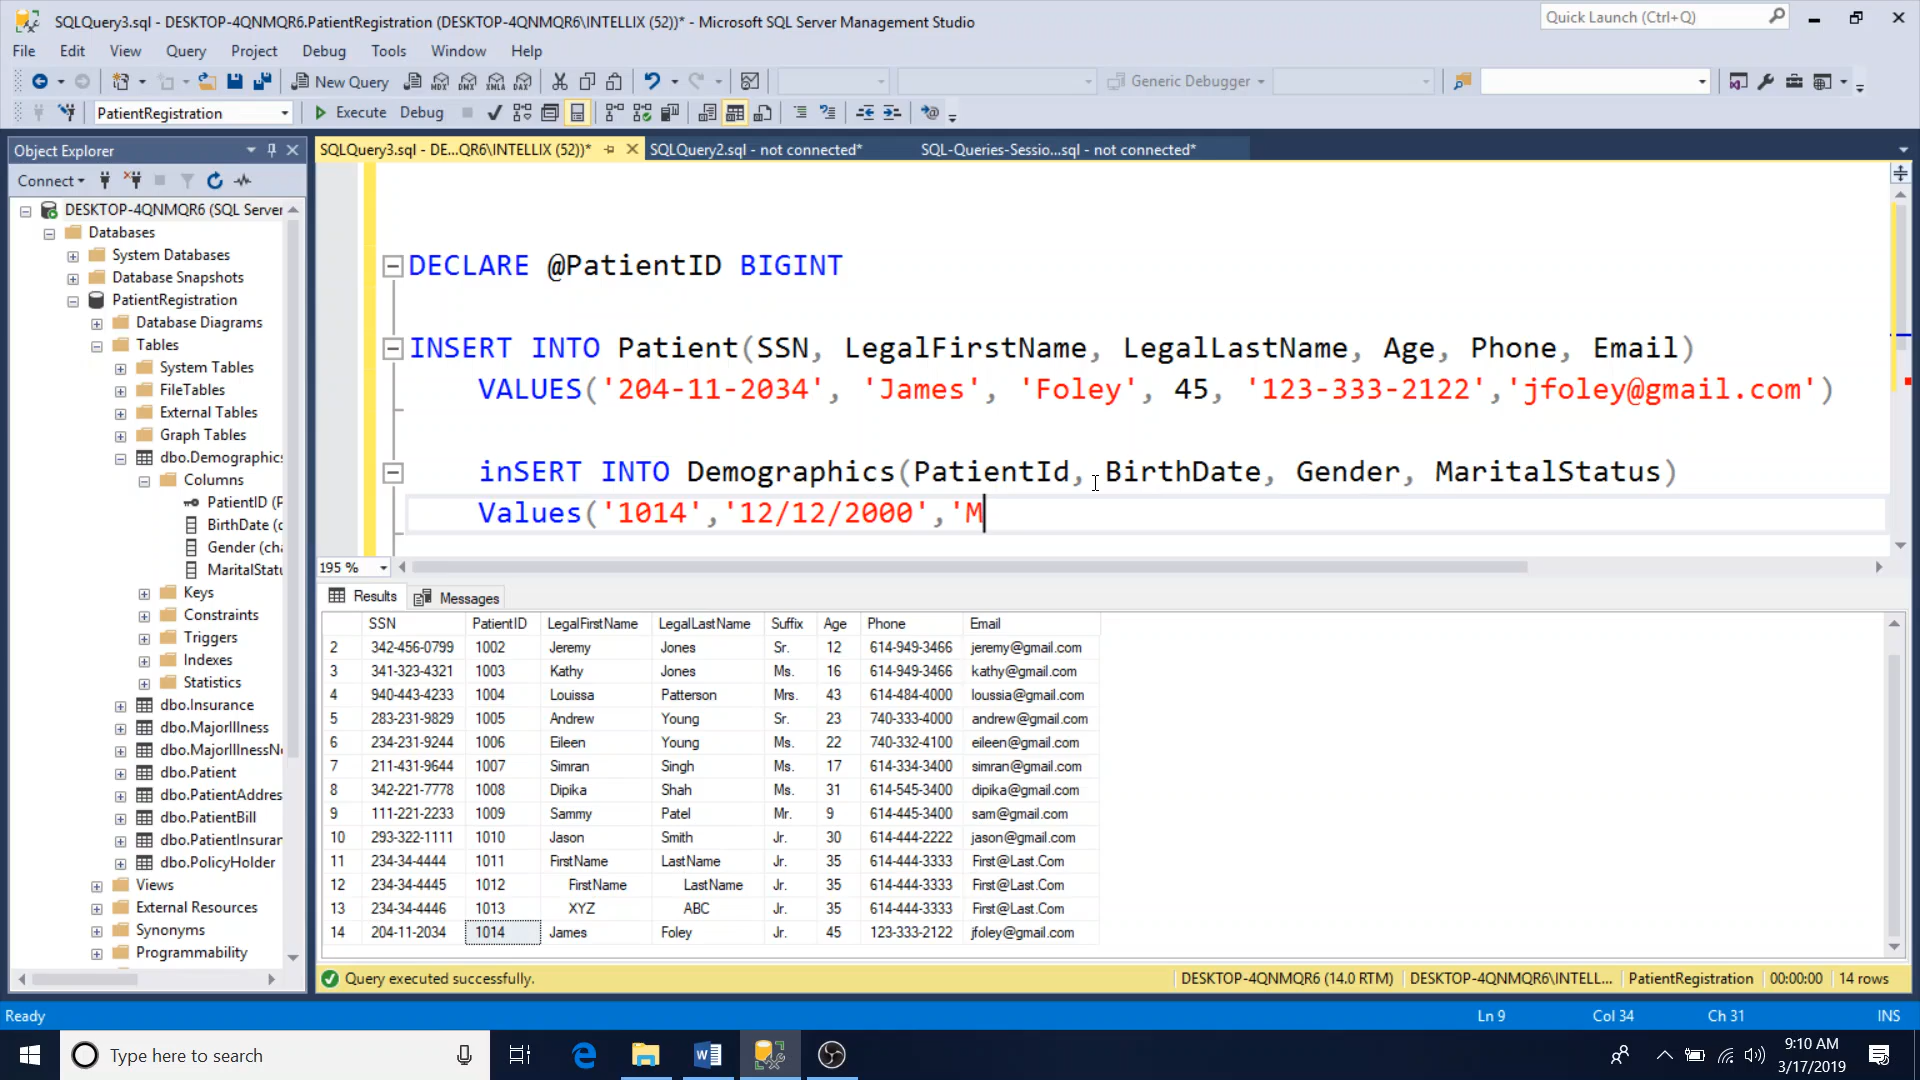 SQLQuery3.sql - DESKTOP-4QNMQR6.PatientRegistration (DESKTOP-4QNMQR6\INTELLIX (52))* - Microsoft SQL Server Management Studio
Quick Launch (Ctrl+Q)
File Edit View Query Project Debug Tools Window Help
New Query
MDX DMX XMLA DAX
Generic Debugger
PatientRegistration
Execute Debug
Object Explorer
SQLQuery3.sql - DE...QR6\INTELLIX (52))*
SQLQuery2.sql - not connected*
SQL-Queries-Sessio...sql - not connected*
Connect
DESKTOP-4QNMQR6 (SQL Server
Databases
System Databases
Database Snapshots
PatientRegistration
Database Diagrams
Tables
System Tables
FileTables
External Tables
Graph Tables
dbo.Demographics
Columns
PatientID (P
BirthDate (c
Gender (cha
MaritalStatu
Keys
Constraints
Triggers
Indexes
Statistics
dbo.Insurance
dbo.MajorIllness
dbo.MajorIllnessNo
dbo.Patient
dbo.PatientAddres
dbo.PatientBill
dbo.PatientInsuran
dbo.PolicyHolder
Views
External Resources
Synonyms
Programmability
DECLARE @PatientID BIGINT
INSERT INTO Patient(SSN, LegalFirstName, LegalLastName, Age, Phone, Email)
VALUES('204-11-2034', 'James', 'Foley', 45, '123-333-2122','jfoley@gmail.com')
inSERT INTO Demographics(PatientId, BirthDate, Gender, MaritalStatus)
Values('1014','12/12/2000','M
195 %
Results Messages
SSN PatientID LegalFirstName LegalLastName Suffix Age Phone Email
2 342-456-0799 1002 Jeremy Jones Sr. 12 614-949-3466 jeremy@gmail.com
3 341-323-4321 1003 Kathy Jones Ms. 16 614-949-3466 kathy@gmail.com
4 940-443-4233 1004 Louissa Patterson Mrs. 43 614-484-4000 loussia@gmail.com
5 283-231-9829 1005 Andrew Young Sr. 23 740-333-4000 andrew@gmail.com
6 234-231-9244 1006 Eileen Young Ms. 22 740-332-4100 eileen@gmail.com
7 211-431-9644 1007 Simran Singh Ms. 17 614-334-3400 simran@gmail.com
8 342-221-7778 1008 Dipika Shah Ms. 31 614-545-3400 dipika@gmail.com
9 111-221-2233 1009 Sammy Patel Mr. 9 614-445-3400 sam@gmail.com
10 293-322-1111 1010 Jason Smith Jr. 30 614-444-2222 jason@gmail.com
11 234-34-4444 1011 FirstName LastName Jr. 35 614-444-3333 First@Last.Com
12 234-34-4445 1012 FirstName LastName Jr. 35 614-444-3333 First@Last.Com
13 234-34-4446 1013 XYZ ABC Jr. 35 614-444-3333 First@Last.Com
14 204-11-2034 1014 James Foley Jr. 45 123-333-2122 jfoley@gmail.com
Query executed successfully.
DESKTOP-4QNMQR6 (14.0 RTM) DESKTOP-4QNMQR6\INTELL... PatientRegistration 00:00:00 14 rows
Ready
Ln 9 Col 34 Ch 31 INS
Type here to search
9:10 AM
3/17/2019